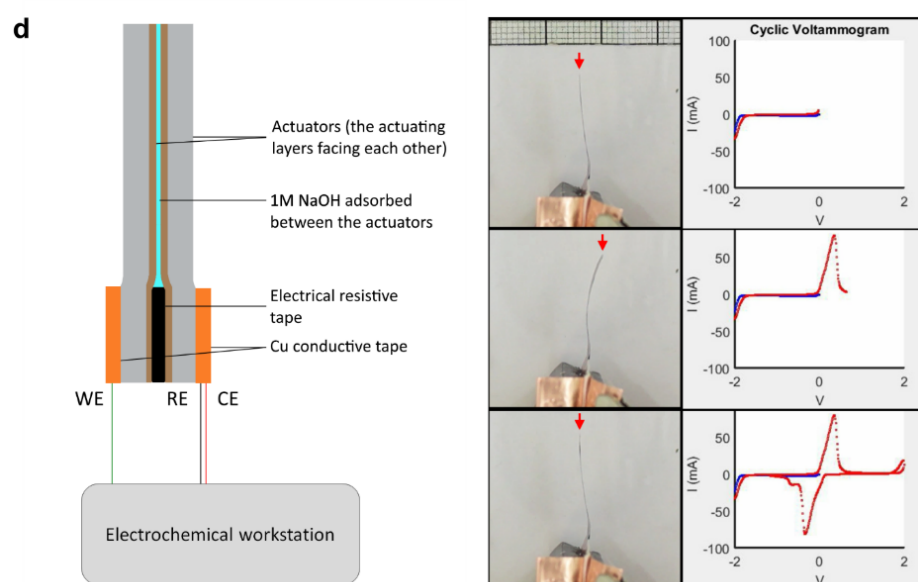 d
Actuators (the actuating
layers facing each other)
1M NaOH adsorbed
between the actuators
Electrical resistive
tape
Cu conductive tape
WE
RE
CE
Electrochemical workstation
Cyclic Voltammogram
100
50
0
-50
-100
I (mA)
-2
0
2
V
50
0
-50
-100
I (mA)
-2
0
2
V
50
0
-50
-100
I (mA)
-2
0
2
V